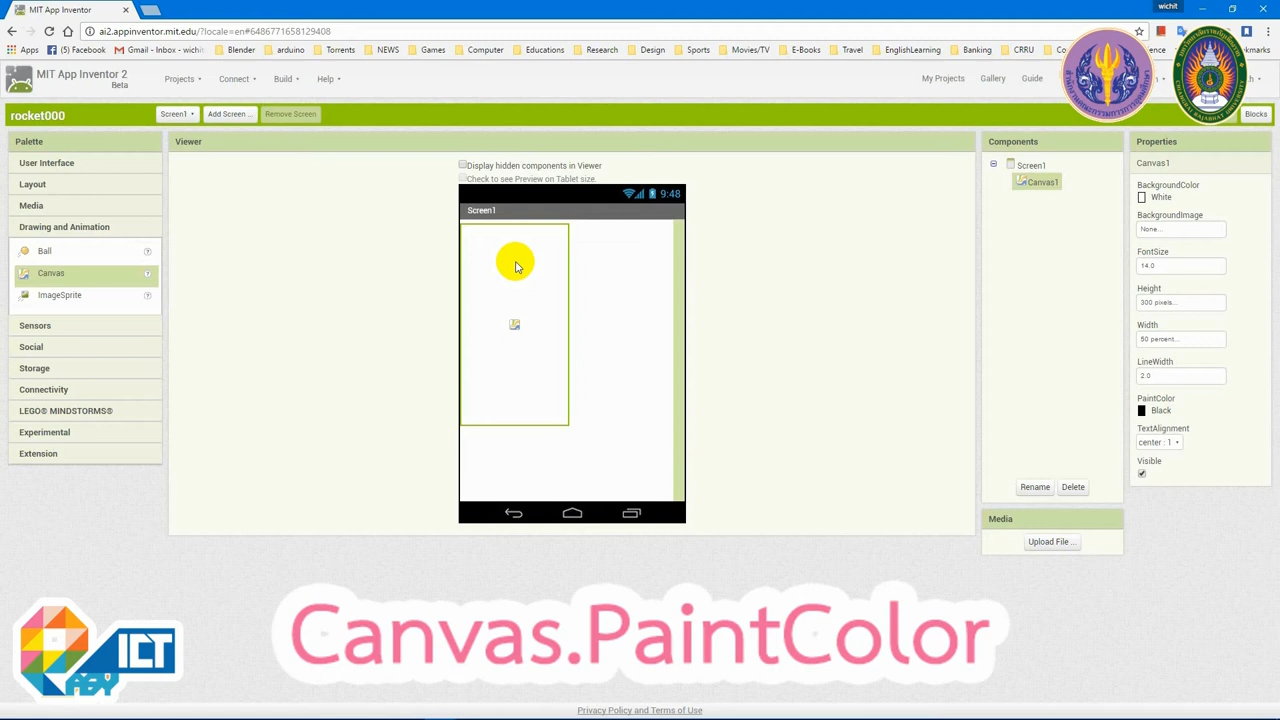 MIT App Inventor
wichit
ai2.appinventor.mit.edu/?locale=en#6486771658129408
Apps
(5) Facebook
Gmail - Inbox - wichit
Blender
arduino
Torrents
NEWS
Games
Computer
Educations
Research
Design
Sports
Movies/TV
E-Books
Travel
EnglishLearning
Banking
CRRU
MIT App Inventor 2
Beta
Projects
Connect
Build
Help
My Projects
Gallery
Guide
rocket000
Screen1
Add Screen ...
Remove Screen
Blocks
Palette
User Interface
Layout
Media
Drawing and Animation
Ball
Canvas
ImageSprite
Sensors
Social
Storage
Connectivity
LEGO® MINDSTORMS®
Experimental
Extension
Viewer
Display hidden components in Viewer
Check to see Preview on Tablet size.
9:48
Screen1
Components
Screen1
Canvas1
Rename
Delete
Media
Upload File ...
Properties
Canvas1
BackgroundColor
White
BackgroundImage
None...
FontSize
14.0
Height
300 pixels...
Width
50 percent...
LineWidth
2.0
PaintColor
Black
TextAlignment
center : 1
Visible
Canvas.PaintColor
ICT
Privacy Policy and Terms of Use